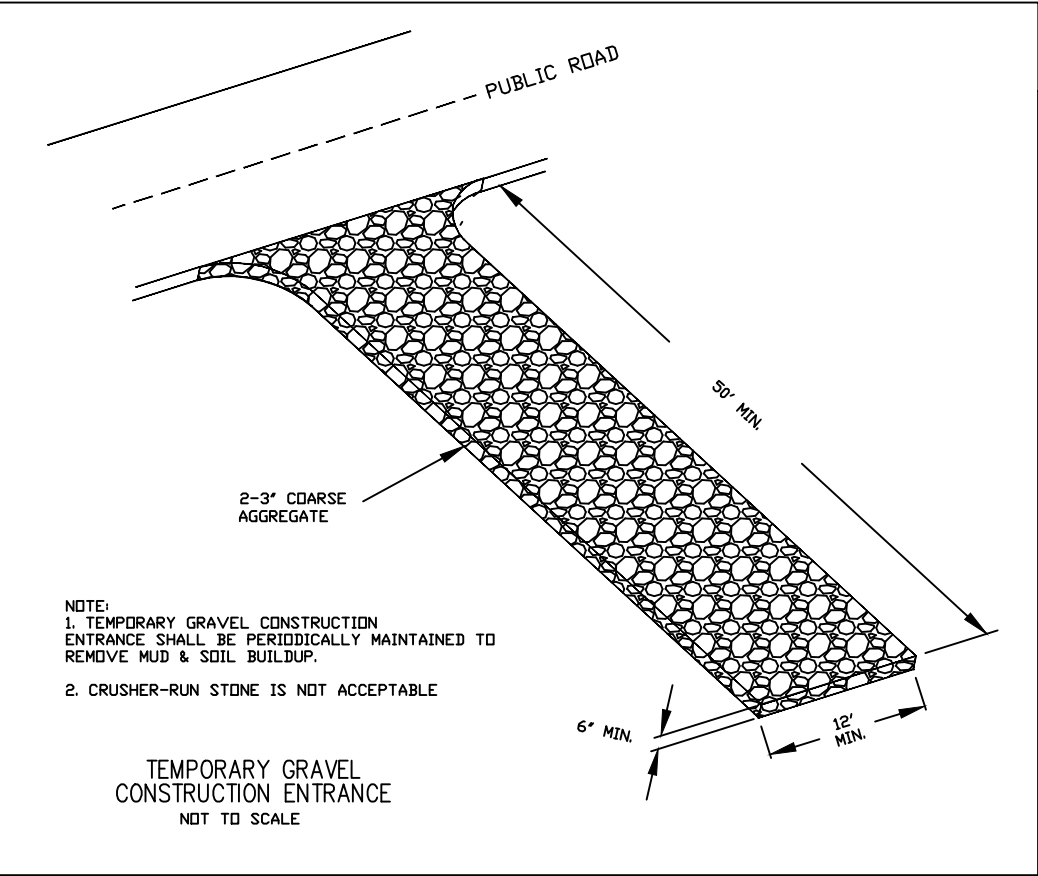 PUBLIC ROAD
50' MIN.
2-3" COARSE
AGGREGATE
NOTE:
1. TEMPORARY GRAVEL CONSTRUCTION
ENTRANCE SHALL BE PERIODICALLY MAINTAINED TO
REMOVE MUD & SOIL BUILDUP.
2. CRUSHER-RUN STONE IS NOT ACCEPTABLE
6" MIN.
12'
MIN.
TEMPORARY GRAVEL
CONSTRUCTION ENTRANCE
NOT TO SCALE